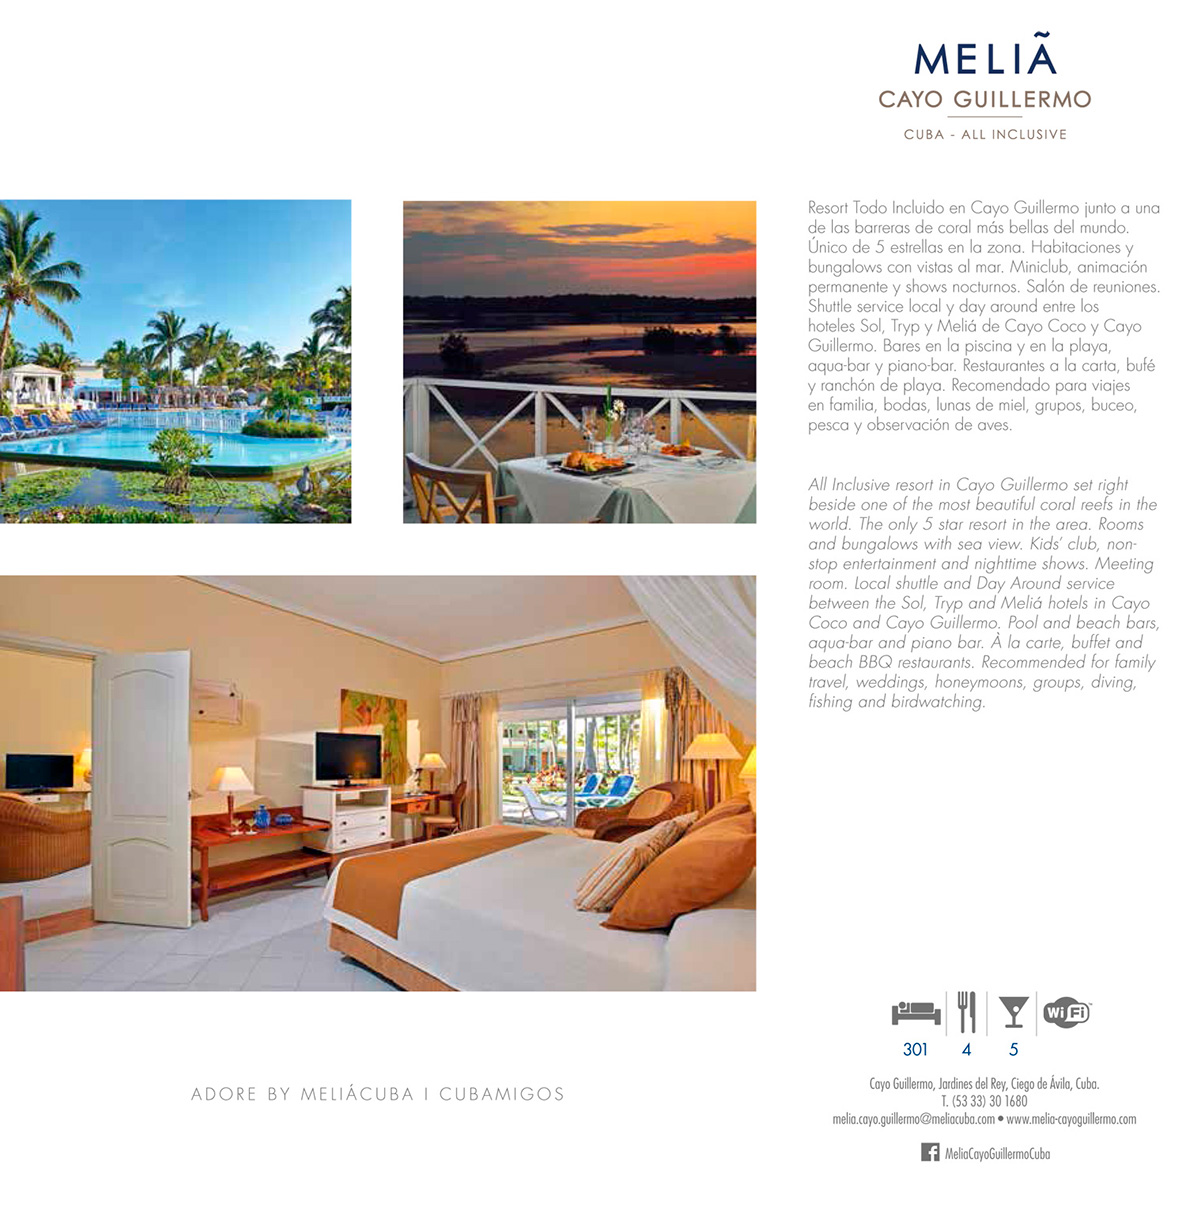 MELIÃ
CAYO GUILLERMO
CUBA - ALL INCLUSIVE
Resort Todo Incluido en Cayo Guillermo junto a una
de las barreras de coral más bellas del mundo.
Único de 5 estrellas en la zona. Habitaciones y
bungalows con vistas al mar. Miniclub, animación
permanente y shows nocturnos. Salón de reuniones.
Shuttle service local y day around entre los
hoteles Sol, Tryp y Meliá de Cayo Coco y Cayo
Guillermo. Bares en la piscina y en la playa,
aqua-bar y piano-bar. Restaurantes a la carta, bufé
y ranchón de playa. Recomendado para viajes
en familia, bodas, lunas de miel, grupos, buceo,
pesca y observación de aves.
All Inclusive resort in Cayo Guillermo set right
beside one of the most beautiful coral reefs in the
world. The only 5 star resort in the area. Rooms
and bungalows with sea view. Kids' club, non-
stop entertainment and nighttime shows. Meeting
room. Local shuttle and Day Around service
between the Sol, Tryp and Meliá hotels in Cayo
Coco and Cayo Guillermo. Pool and beach bars,
aqua-bar and piano bar. À la carte, buffet and
beach BBQ restaurants. Recommended for family
travel, weddings, honeymoons, groups, diving,
fishing and birdwatching.
Wi Fi™
301 4 5
Cayo Guillermo, Jardines del Rey, Ciego de Ávila, Cuba.
T. (53 33) 30 1680
melia.cayo.guillermo@meliacuba.com • www.melia-cayoguillermo.com
MeliaCayoGuillermoCuba
ADORE BY MELIÁCUBA I CUBAMIGOS